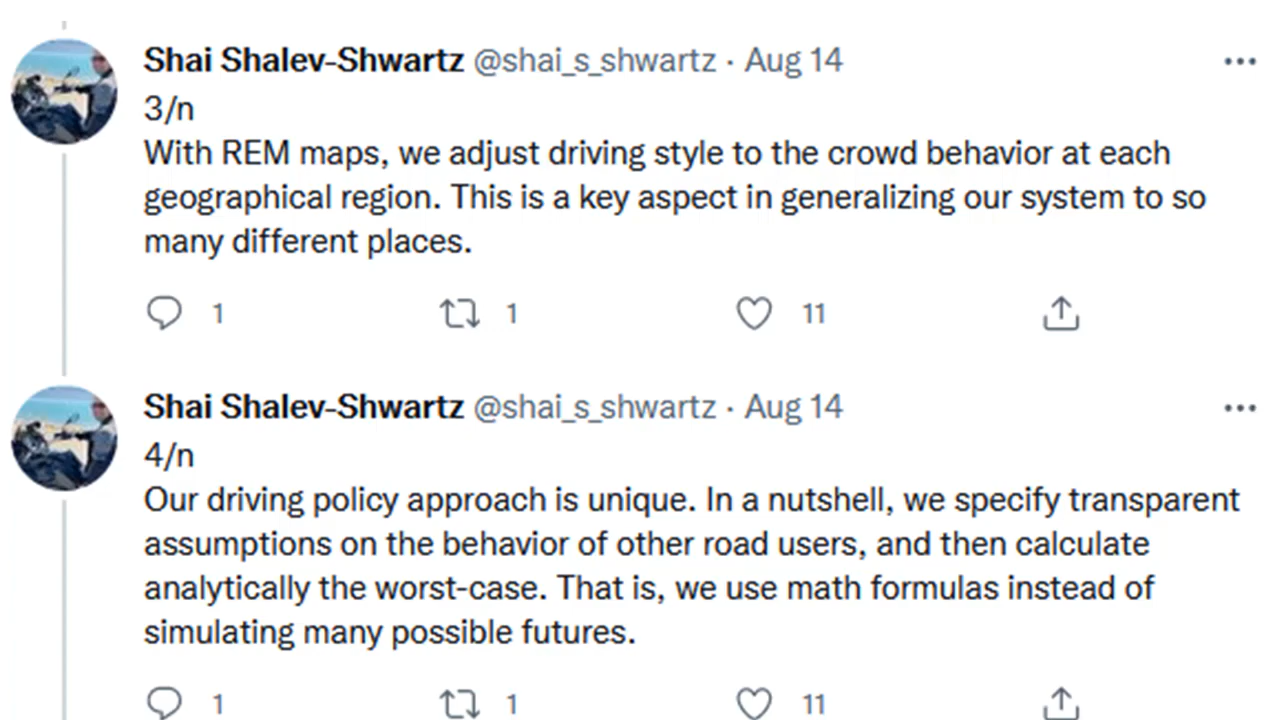 Shai Shalev-Shwartz @shai_s_shwartz · Aug 14
3/n
With REM maps, we adjust driving style to the crowd behavior at each
geographical region. This is a key aspect in generalizing our system to so
many different places.
1 1 11
Shai Shalev-Shwartz @shai_s_shwartz · Aug 14
4/n
Our driving policy approach is unique. In a nutshell, we specify transparent
assumptions on the behavior of other road users, and then calculate
analytically the worst-case. That is, we use math formulas instead of
simulating many possible futures.
1 1 11